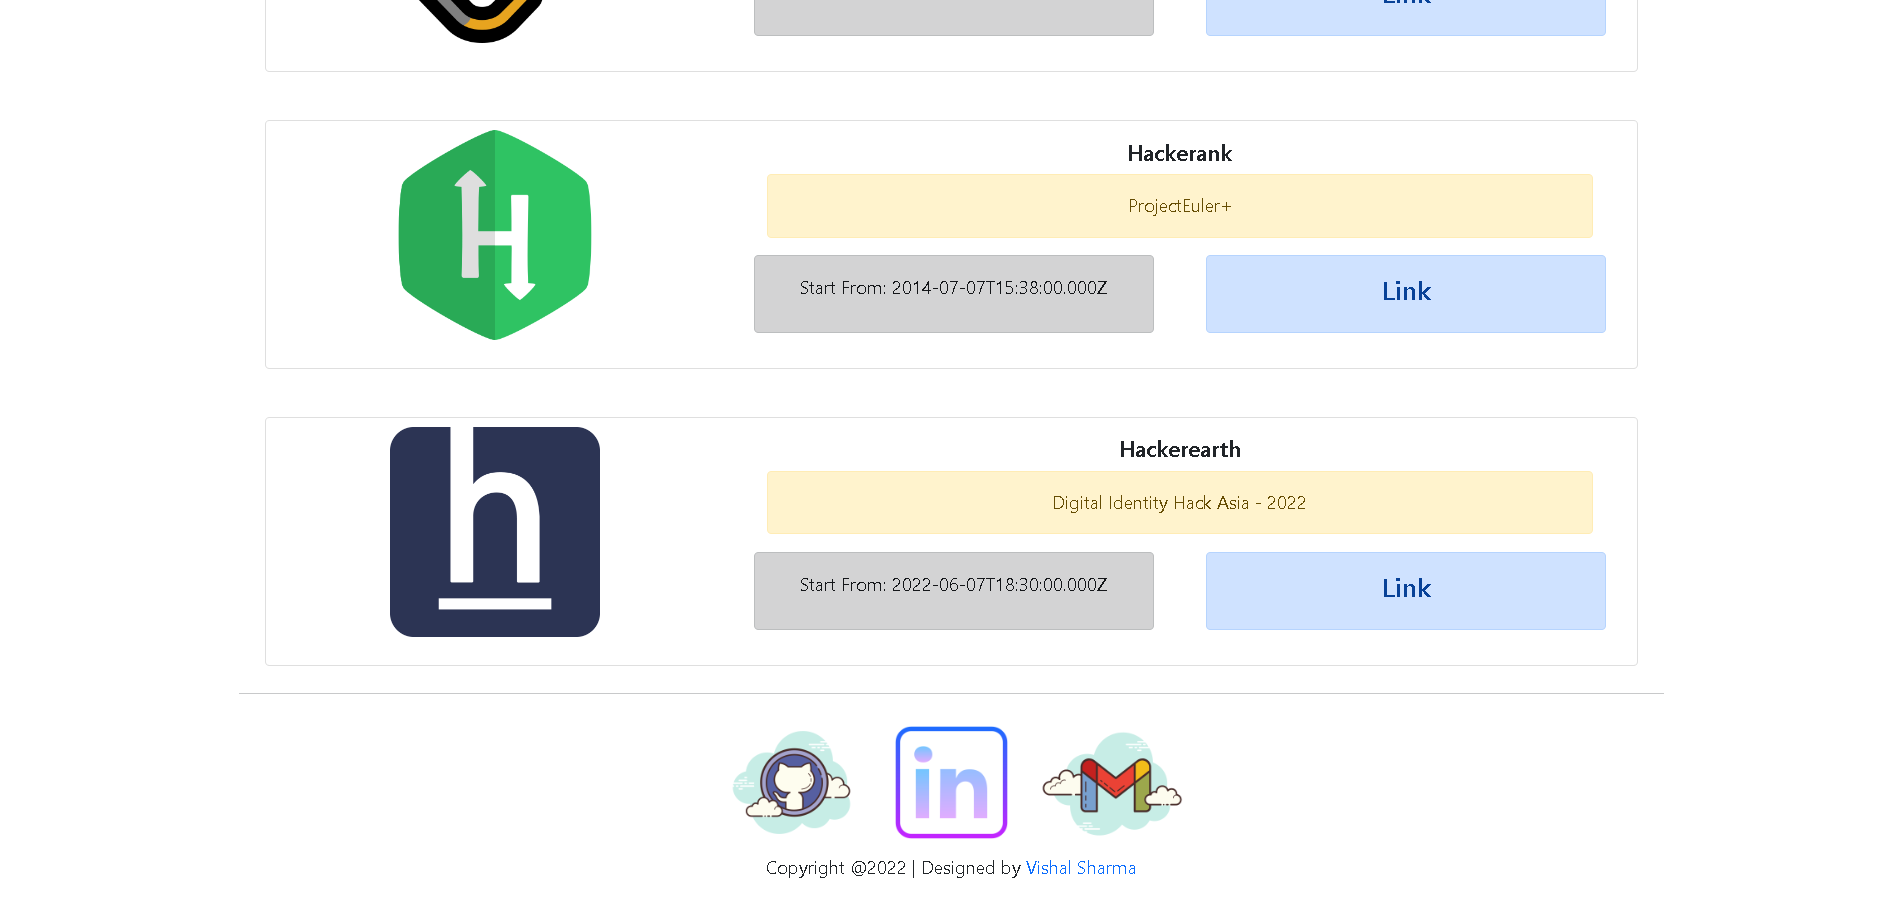 Link
Hackerank
ProjectEuler+
Start From: 2014-07-07T15:38:00.000Z
Link
Hackerearth
Digital Identity Hack Asia - 2022
Start From: 2022-06-07T18:30:00.000Z
Link
in
Copyright @2022 | Designed by Vishal Sharma